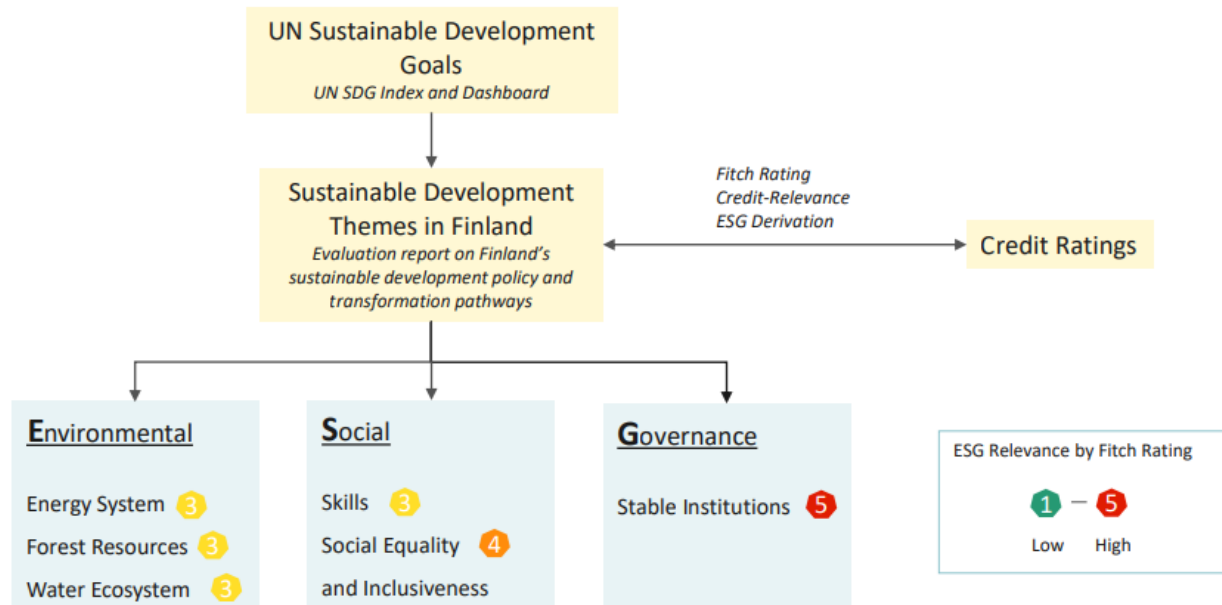 UN Sustainable Development
Goals
UN SDG Index and Dashboard
Sustainable Development
Themes in Finland
Evaluation report on Finland's
sustainable development policy and
transformation pathways
Fitch Rating
Credit-Relevance
ESG Derivation
Credit Ratings
Environmental
Energy System 3
Forest Resources 3
Water Ecosystem 3
Social
Skills 3
Social Equality 4
and Inclusiveness
Governance
Stable Institutions 5
ESG Relevance by Fitch Rating
1 – 5
Low High